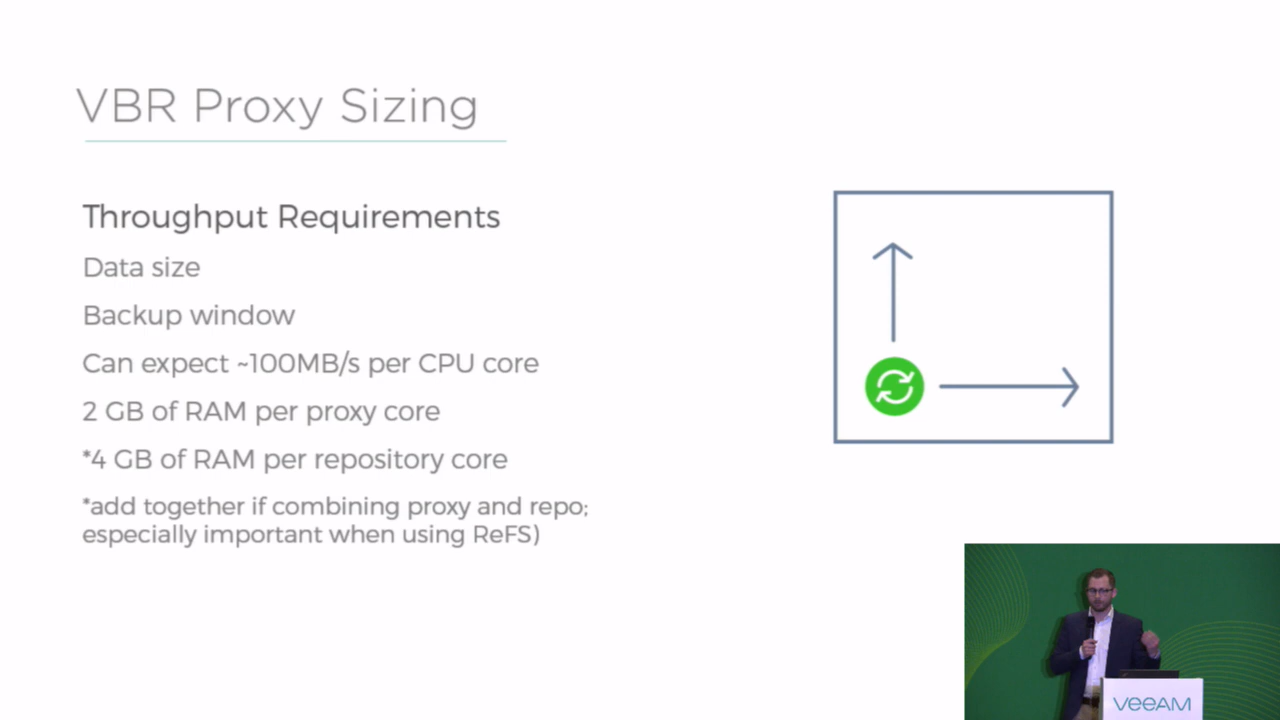 VBR Proxy Sizing
Throughput Requirements
Data size
Backup window
Can expect ~100MB/s per CPU core
2 GB of RAM per proxy core
*4 GB of RAM per repository core
*add together if combining proxy and repo;
especially important when using ReFS)
veeAM